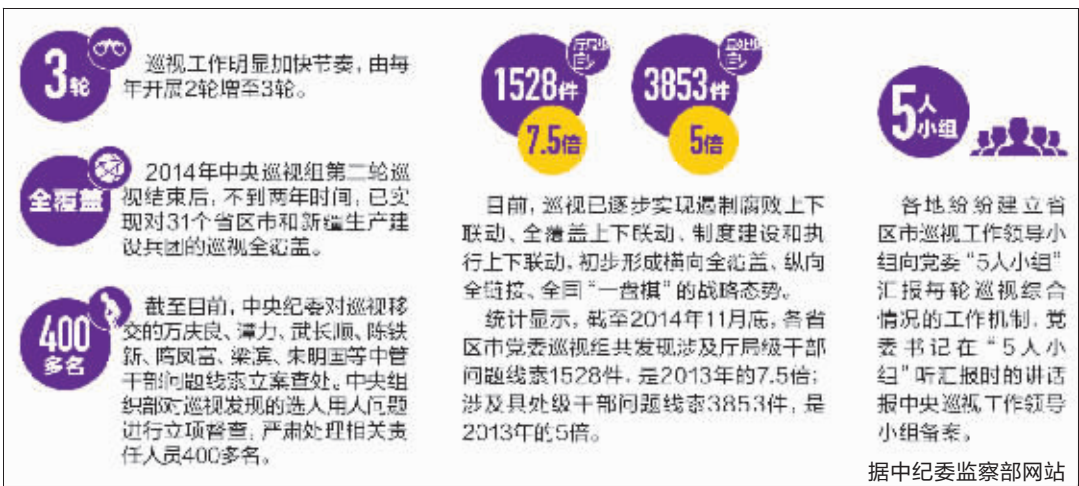 3轮
巡视工作明显加快节奏，由每
年开展2轮增至3轮。
全覆盖
2014年中央巡视组第二轮巡
视结束后，不到两年时间，已实
现对31个省区市和新疆生产建
设兵团的巡视全覆盖。
400
多名
截至目前，中央纪委对巡视移
交的万庆良、谭力、武长顺、陈铁
新、隋凤富、梁滨、朱明国等中管
干部问题线索立案查处。中央组
织部对巡视发现的选人用人问题
进行立项督查，严肃处理相关责
任人员400多名。
1528件
7.5倍
3853件
5倍
目前，巡视已逐步实现遏制腐败上下
联动、全覆盖上下联动、制度建设和执
行上下联动，初步形成横向全覆盖、纵向
全链接、全国“一盘棋”的战略态势。
统计显示，截至2014年11月底，各省
区市党委巡视组共发现涉及厅局级干部
问题线索1528件，是2013年的7.5倍；
涉及县处级干部问题线索3853件，是
2013年的5倍。
5人
小组
各地纷纷建立省
区市巡视工作领导小
组向党委“5人小组”
汇报每轮巡视综合
情况的工作机制，党
委书记在“5人小
组”听汇报时的讲话
报中央巡视工作领导
小组备案。
据中纪委监察部网站